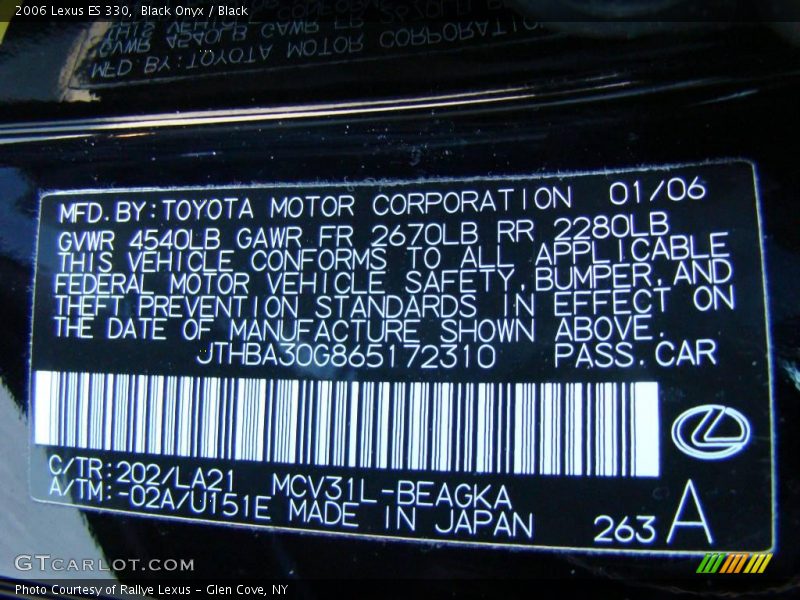 2006 Lexus ES 330, Black Onyx / Black
MFD. BY: TOYOTA MOTOR CORPORATION 01/06
GVWR 4540LB GAWR FR 2670LB RR 2280LB
THIS VEHICLE CONFORMS TO ALL APPLICABLE
FEDERAL MOTOR VEHICLE SAFETY, BUMPER, AND
THEFT PREVENTION STANDARDS IN EFFECT ON
THE DATE OF MANUFACTURE SHOWN ABOVE.
JTHBA30G865172310 PASS. CAR
C/TR: 202/LA21 MCV31L-BEAGKA
A/TM: -02A/U151E MADE IN JAPAN
263 A
GTCARLOT.COM
Photo Courtesy of Rallye Lexus - Glen Cove, NY